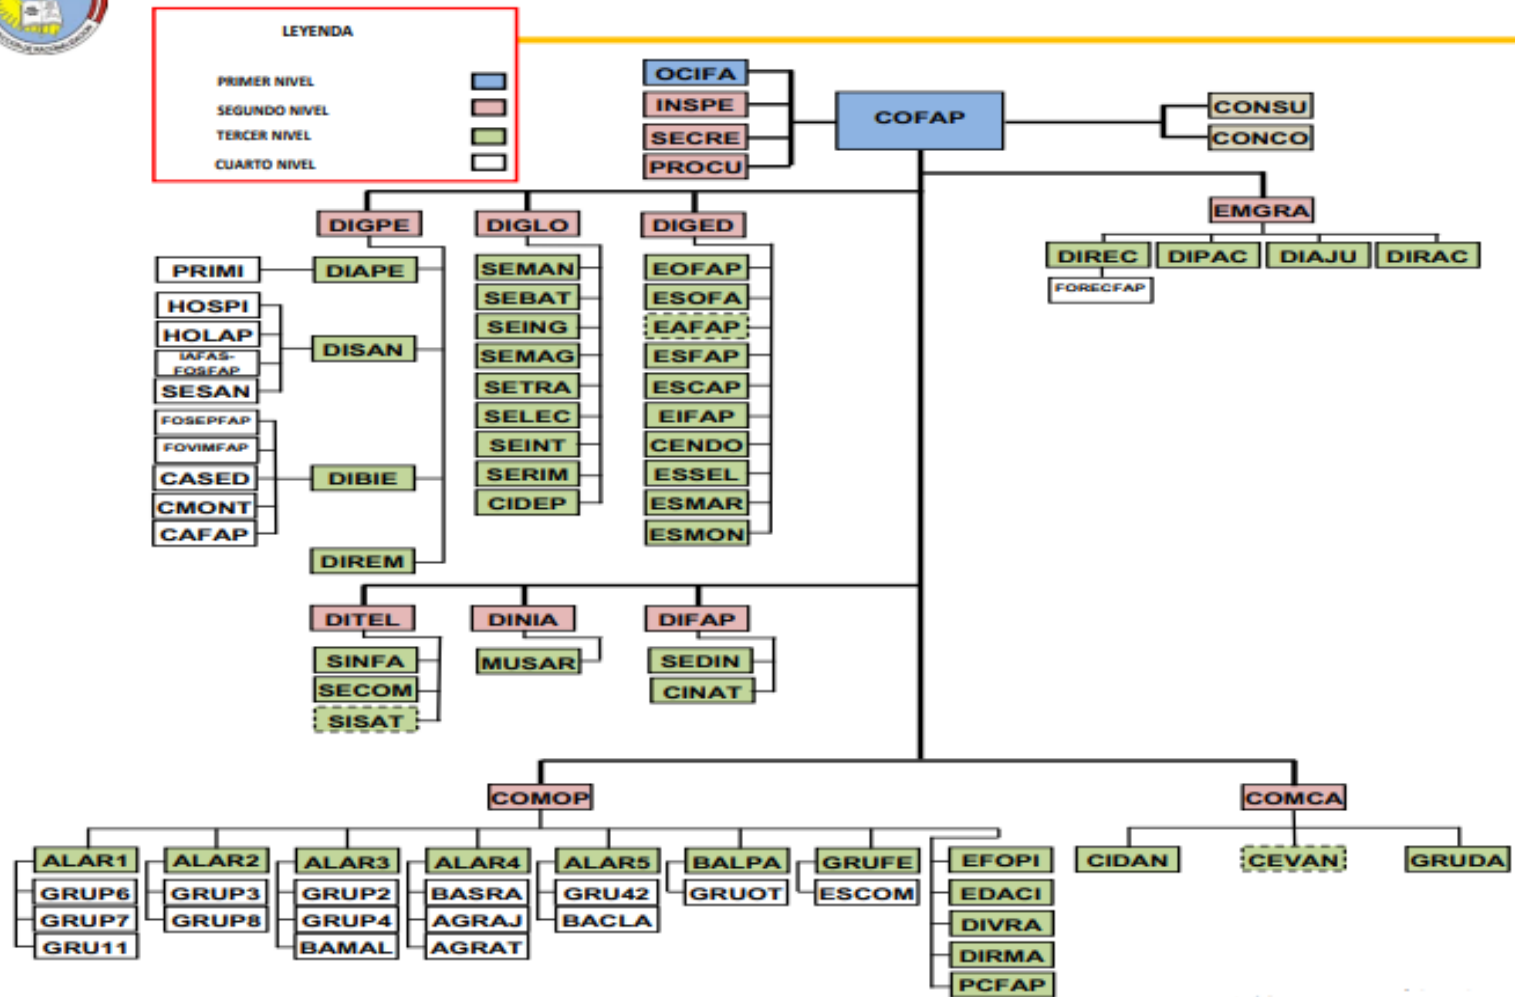 LEYENDA
PRIMER NIVEL
SEGUNDO NIVEL
TERCER NIVEL
CUARTO NIVEL
OCIFA
INSPE
SECRE
PROCU
COFAP
CONSU
CONCO
EMGRA
DIREC DIPAC DIAJU DIRAC
FORECFAP
DIGPE DIGLO DIGED
PRIMI
DIAPE
HOSPI
HOLAP
IAFAS-
FOSFAP
SESAN
DISAN
FOSEPFAP
FOVIMFAP
CASED
CMONT
CAFAP
DIBIE
DIREM
SEMAN
SEBAT
SEING
SEMAG
SETRA
SELEC
SEINT
SERIM
CIDEP
EOFAP
ESOFA
EAFAP
ESFAP
ESCAP
EIFAP
CENDO
ESSEL
ESMAR
ESMON
DITEL DINIA DIFAP
SINFA
SECOM
SISAT
MUSAR
SEDIN
CINAT
COMOP COMCA
ALAR1
GRUP6
GRUP7
GRU11
ALAR2
GRUP3
GRUP8
ALAR3
GRUP2
GRUP4
BAMAL
ALAR4
BASRA
AGRAJ
AGRAT
ALAR5
GRU42
BACLA
BALPA
GRUOT
GRUFE
ESCOM
EFOPI
EDACI
DIVRA
DIRMA
PCFAP
CIDAN CEVAN GRUDA